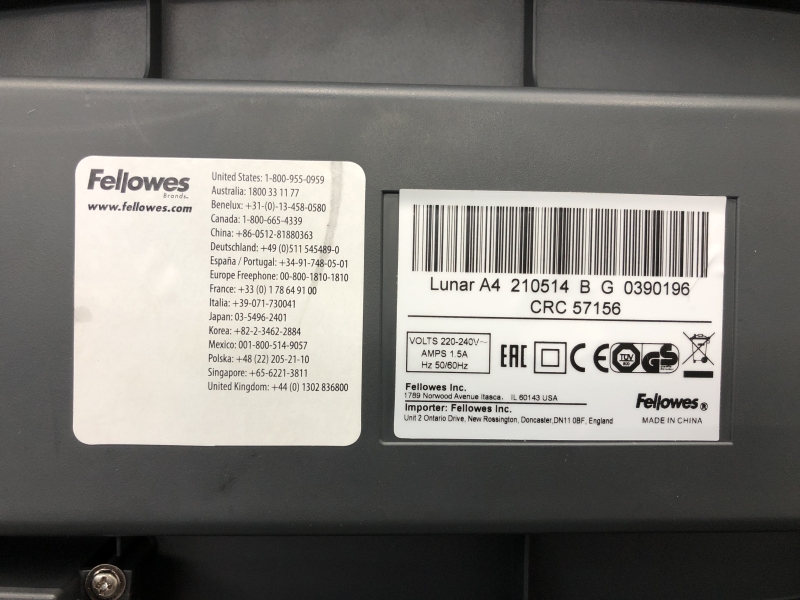 Fellowes
Brands™
www.fellowes.com
United States: 1-800-955-0959
Australia: 1800 33 11 77
Benelux: +31-(0)-13-458-0580
Canada: 1-800-665-4339
China: +86-0512-81880363
Deutschland: +49 (0)511 545489-0
España / Portugal: +34-91-748-05-01
Europe Freephone: 00-800-1810-1810
France: +33 (0) 1 78 64 91 00
Italia: +39-071-730041
Japan: 03-5496-2401
Korea: +82-2-3462-2884
Mexico: 001-800-514-9057
Polska: +48 (22) 205-21-10
Singapore: +65-6221-3811
United Kingdom: +44 (0) 1302 836800
Lunar A4 210514 B G 0390196
CRC 57156
VOLTS 220-240V~
AMPS 1.5A
Hz 50/60Hz
EAC
CE
TÜV
GS
Fellowes Inc.
1789 Norwood Avenue Itasca, IL 60143 USA
Importer: Fellowes Inc.
Unit 2 Ontario Drive, New Rossington, Doncaster,DN11 0BF, England
Fellowes®
MADE IN CHINA